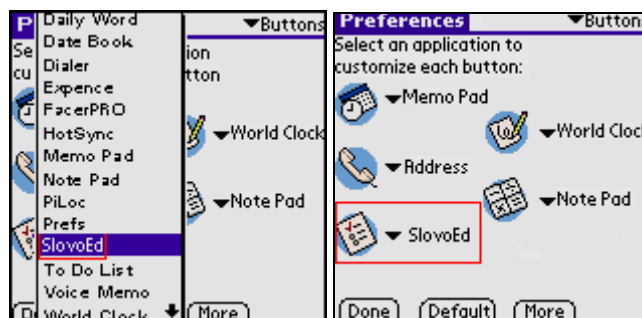 P
Daily Word
Date Book
Dialer
Expence
FacerPRO
HotSync
Memo Pad
Note Pad
PiLoc
Prefs
SlovoEd
To Do List
Voice Memo
World Clock
Se
cu
Buttons
ion
tton
World Clock
Note Pad
D
More
Preferences
Button
Select an application to
customize each button:
Memo Pad
World Cloc
Address
Note Pad
SlovoEd
Done Default More